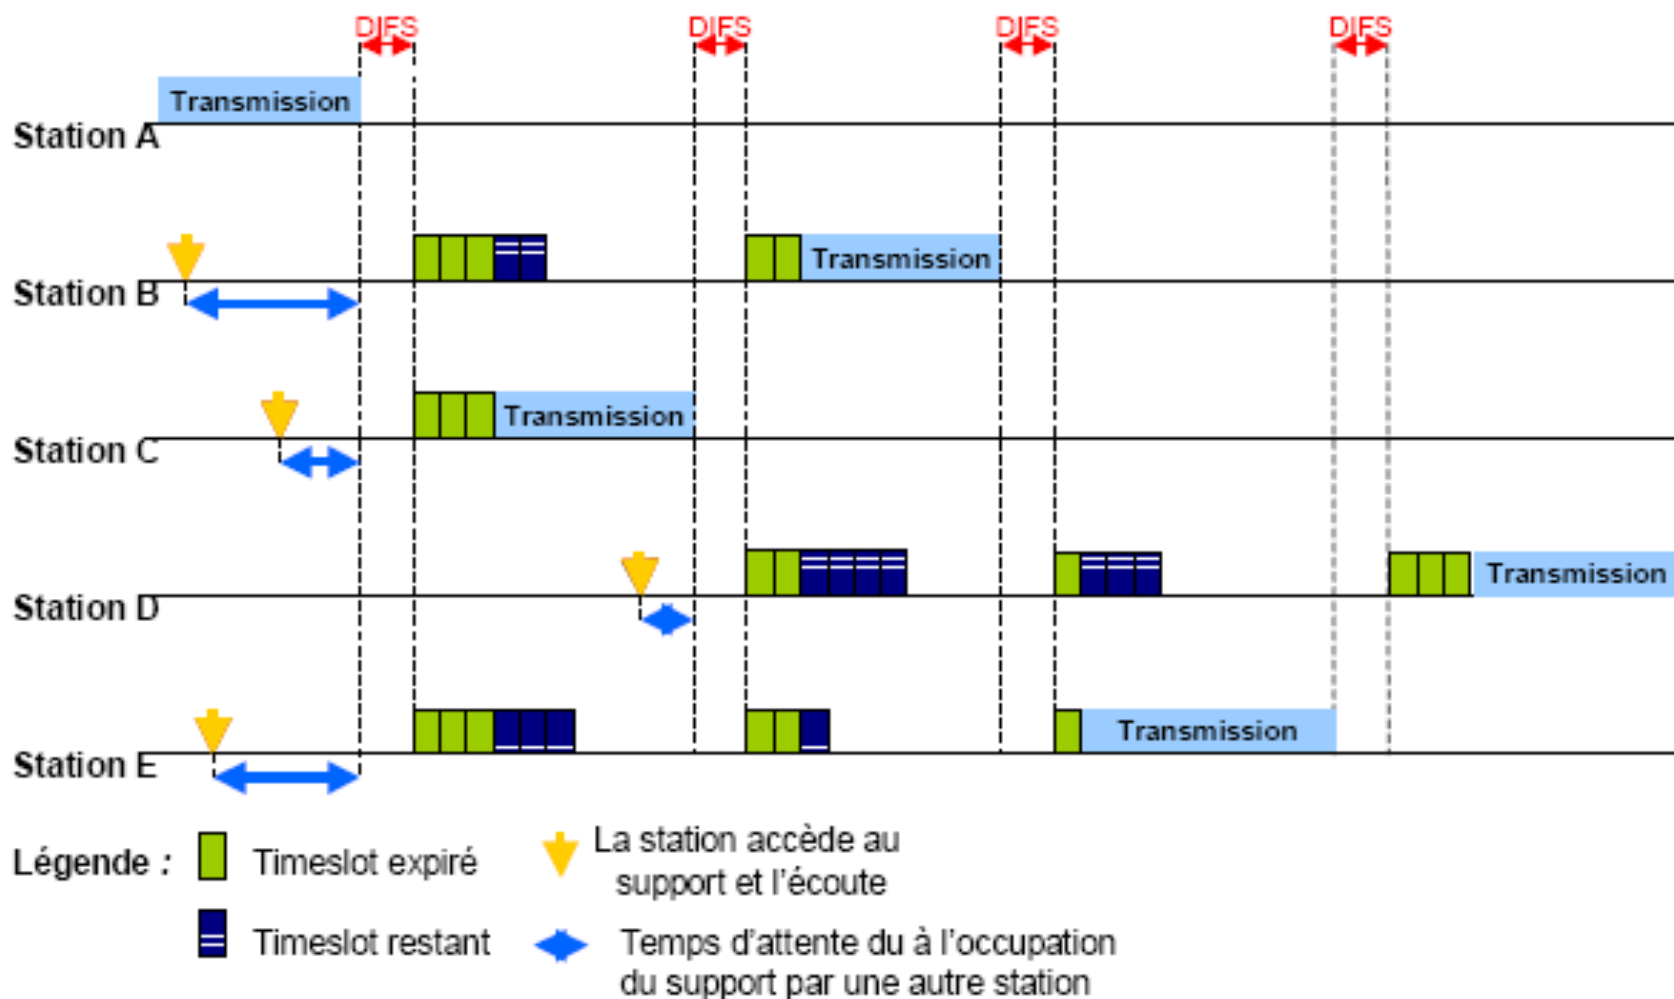 DIFS DIFS DIFS DIFS
Transmission
Station A
Transmission
Station B
Transmission
Station C
Transmission
Station D
Transmission
Station E
Légende :
Timeslot expiré
La station accède au
support et l'écoute
Timeslot restant
Temps d'attente du à l'occupation
du support par une autre station